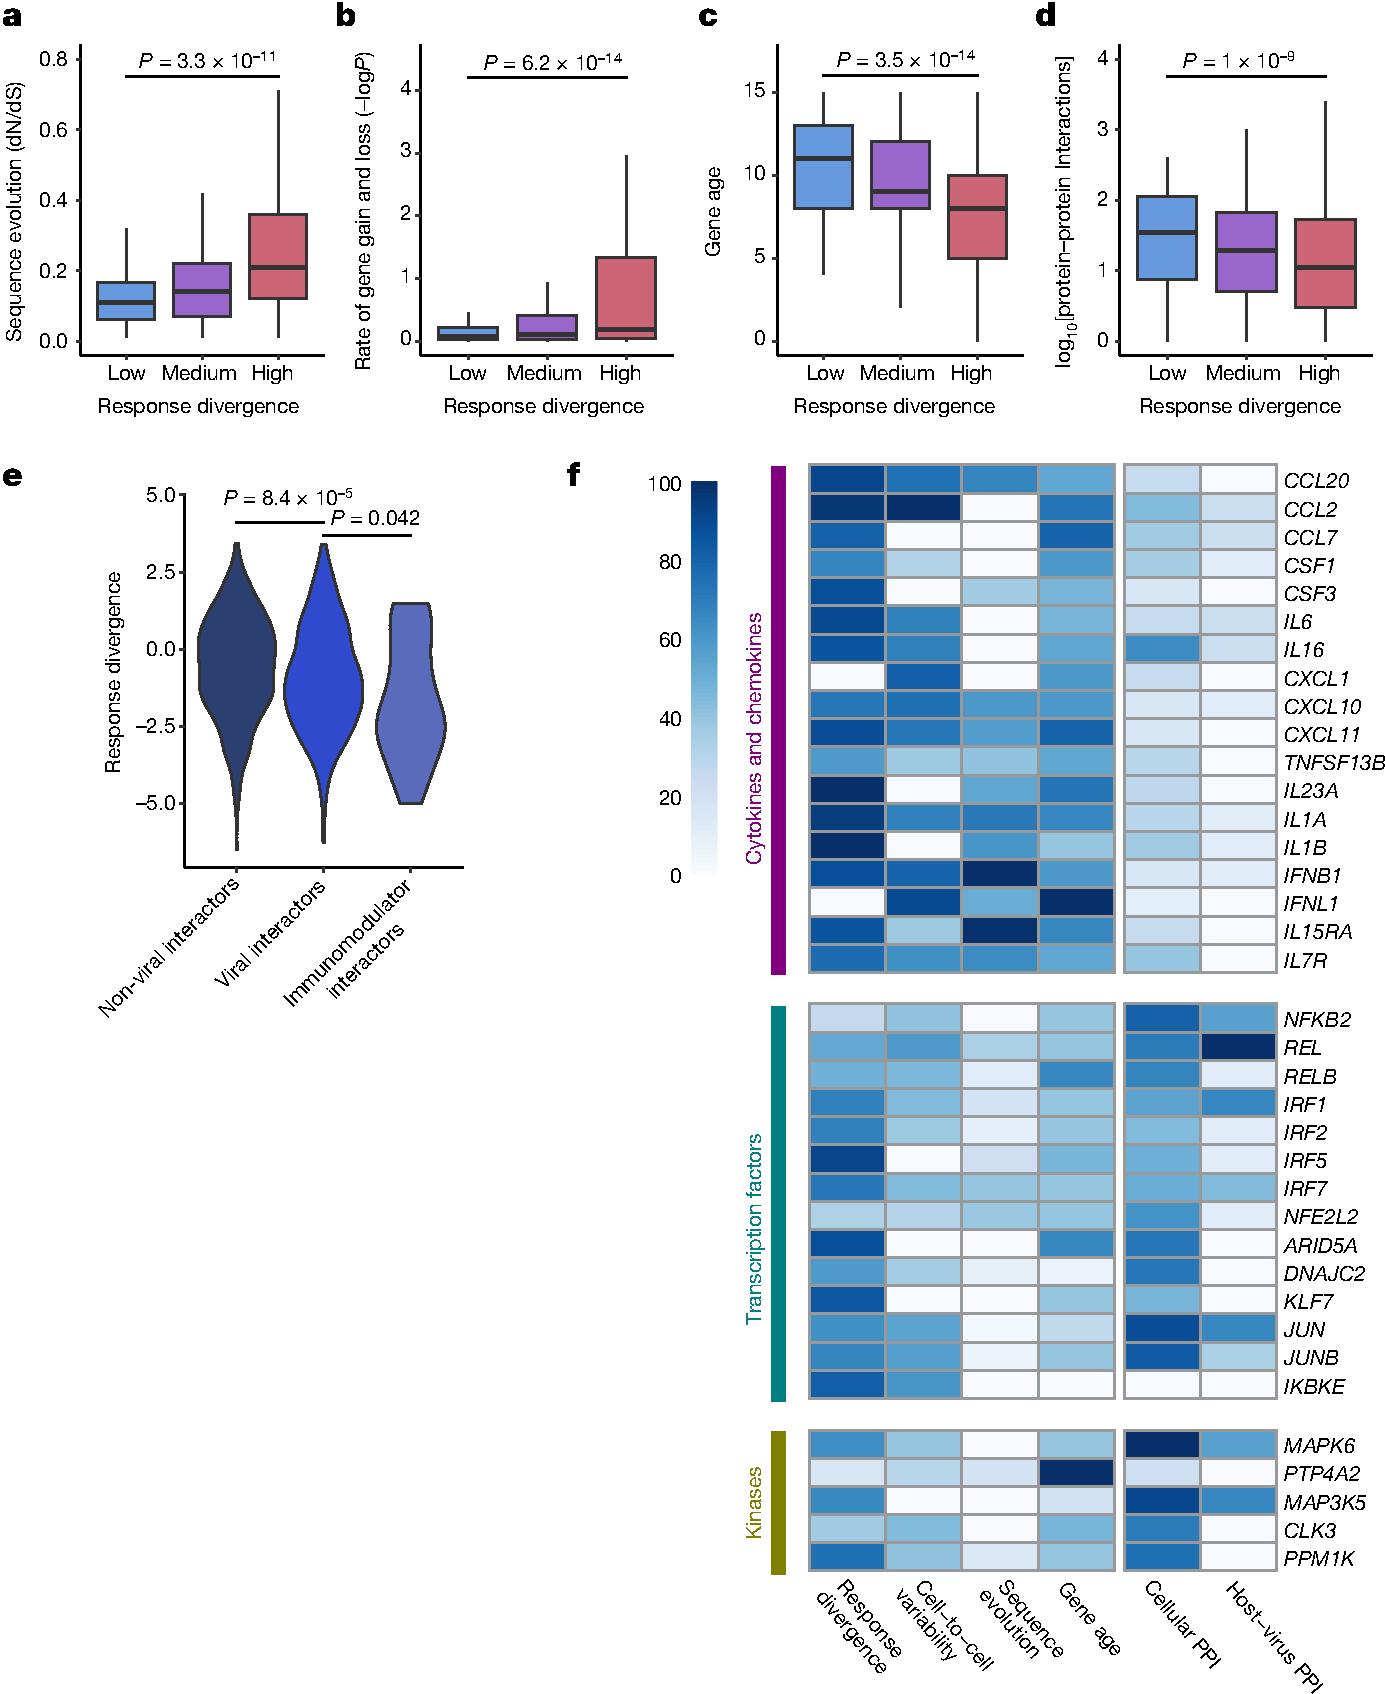 a
P = 3.3 × 10⁻¹¹
Sequence evolution (dN/dS)
0.8
0.6
0.4
0.2
0.0
Low Medium High
Response divergence
b
P = 6.2 × 10⁻¹⁴
Rate of gene gain and loss (–logP)
4
3
2
1
0
Low Medium High
Response divergence
c
P = 3.5 × 10⁻¹⁴
Gene age
15
10
5
0
Low Medium High
Response divergence
d
P = 1 × 10⁻⁹
log₁₀[protein–protein Interactions]
4
3
2
1
0
Low Medium High
Response divergence
e
P = 8.4 × 10⁻⁵
P = 0.042
Response divergence
5.0
2.5
0.0
–2.5
–5.0
Non-viral interactors
Viral interactors
Immunomodulator
interactors
f
100
80
60
40
20
0
Cytokines and chemokines
CCL20
CCL2
CCL7
CSF1
CSF3
IL6
IL16
CXCL1
CXCL10
CXCL11
TNFSF13B
IL23A
IL1A
IL1B
IFNB1
IFNL1
IL15RA
IL7R
Transcription factors
NFKB2
REL
RELB
IRF1
IRF2
IRF5
IRF7
NFE2L2
ARID5A
DNAJC2
KLF7
JUN
JUNB
IKBKE
Kinases
MAPK6
PTP4A2
MAP3K5
CLK3
PPM1K
Response
divergence
Cell–to–cell
variability
Sequence
evolution
Gene age
Cellular PPI
Host–virus PPI